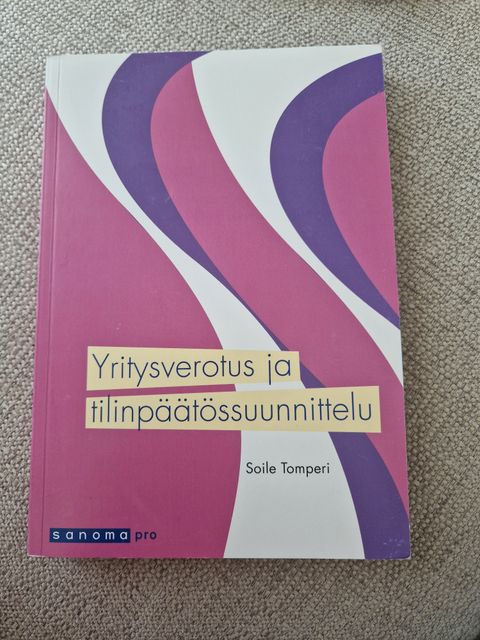 Yritysverotus ja
tilinpäätössuunnittelu
Soile Tomperi
sanoma pro